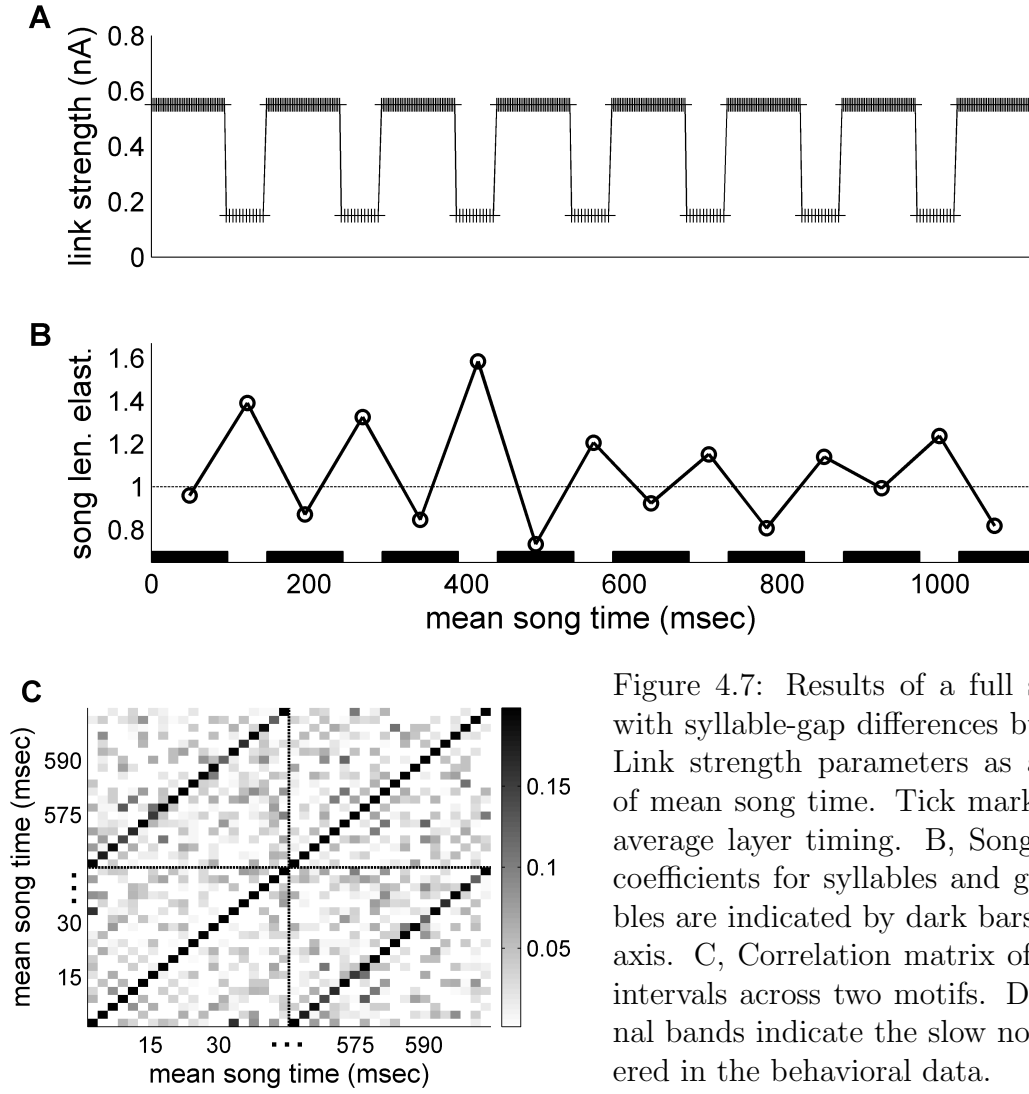 A
link strength (nA)
0.8
0.6
0.4
0.2
0
B
song len. elast.
1.6
1.4
1.2
1
0.8
0 200 400 600 800 1000
mean song time (msec)
C
mean song time (msec)
590
575
⋮
30
15
15 30 ··· 575 590
mean song time (msec)
0.15
0.1
0.05
Figure 4.7: Results of a full
with syllable-gap differences
Link strength parameters as
of mean song time. Tick mark
average layer timing. B, Song
coefficients for syllables and
bles are indicated by dark bars
axis. C, Correlation matrix of
intervals across two motifs.
nal bands indicate the slow
ered in the behavioral data.